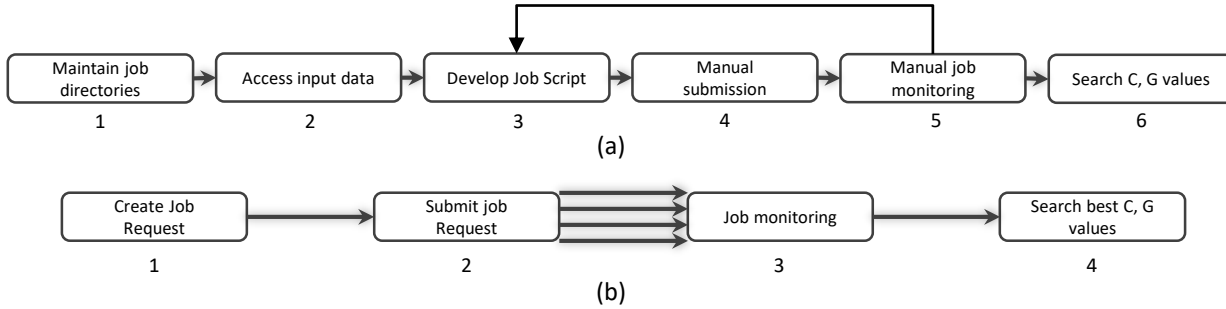 Maintain job
directories
Access input data
Develop Job Script
Manual
submission
Manual job
monitoring
Search C, G values
1
2
3
4
5
6
(a)
Create Job
Request
Submit job
Request
Job monitoring
Search best C, G
values
1
2
3
4
(b)